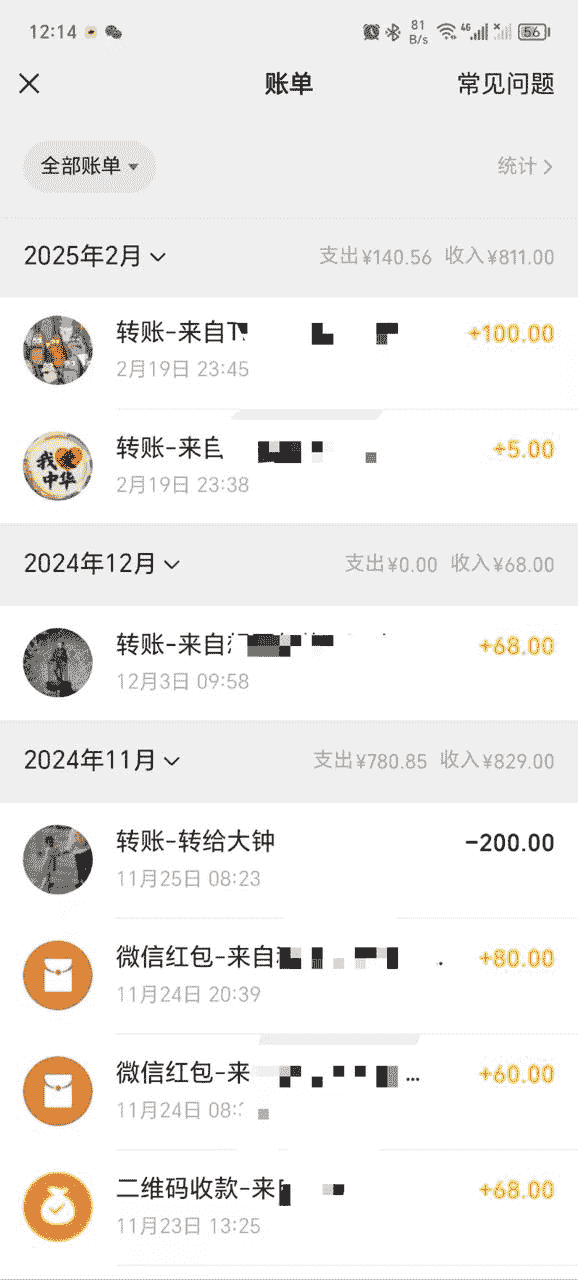 12:14
81 B/s
4G
56
账单
常见问题
全部账单
统计
2025年2月
支出¥140.56 收入¥811.00
转账-来自
+100.00
2月19日 23:45
我爱
中华
转账-来自
+5.00
2月19日 23:38
2024年12月
支出¥0.00 收入¥68.00
转账-来自
+68.00
12月3日 09:58
2024年11月
支出¥780.85 收入¥829.00
转账-转给大钟
-200.00
11月25日 08:23
微信红包-来自
+80.00
11月24日 20:39
微信红包-来
...
+60.00
11月24日 08:
二维码收款-来
+68.00
11月23日 13:25